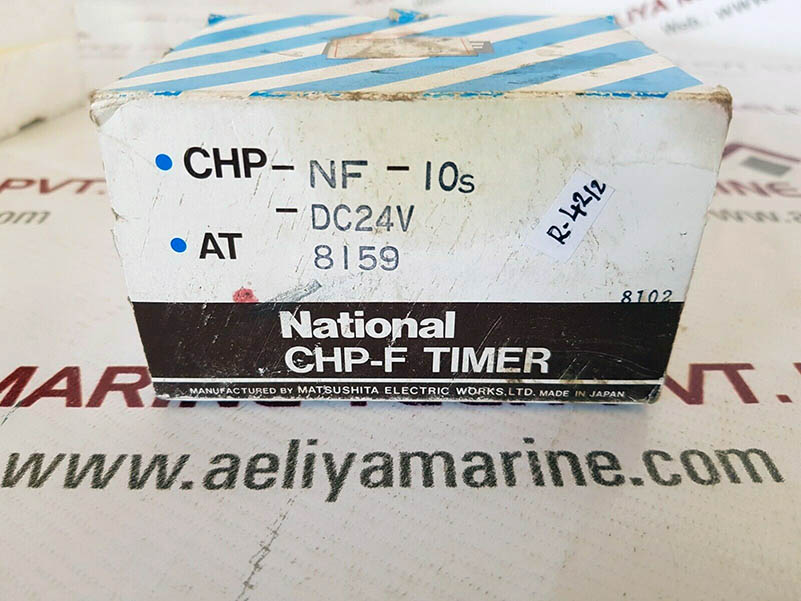 • CHP - NF - 10s
- DC24V
• AT 8159
R-4212
8102
National
CHP-F TIMER
MANUFACTURED BY MATSUSHITA ELECTRIC WORKS, LTD. MADE IN JAPAN
www.aeliyamarine.com